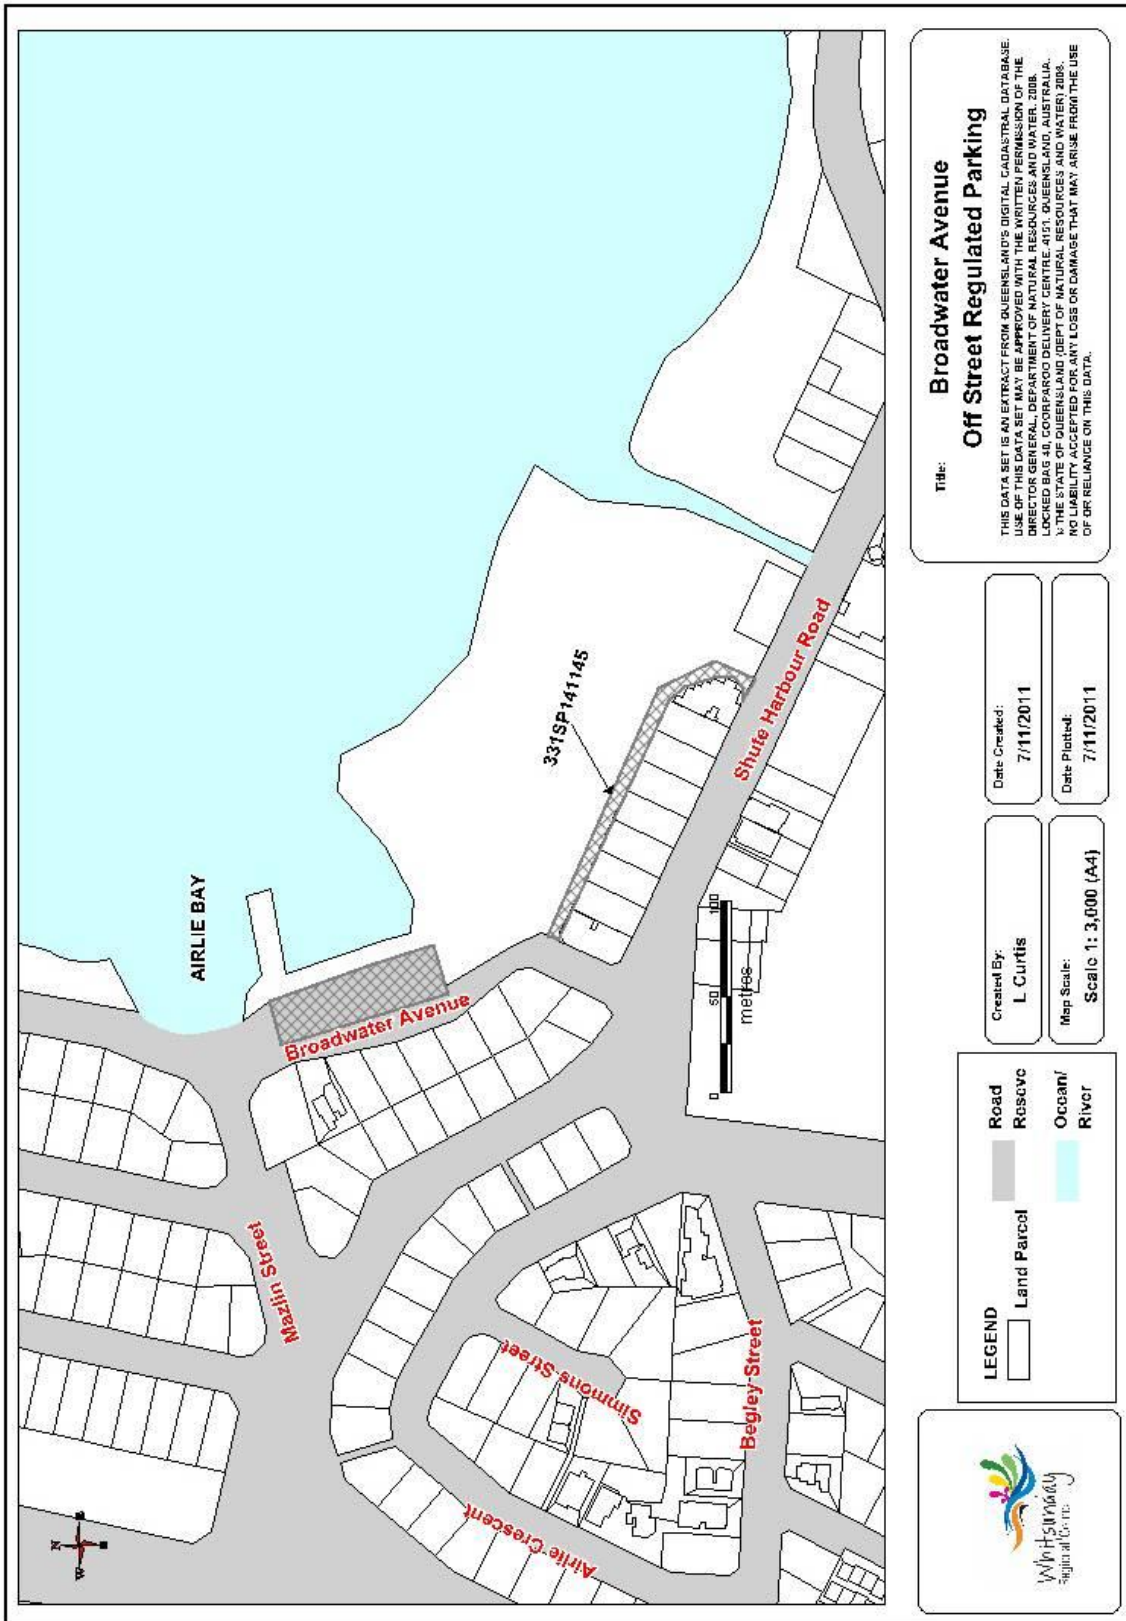 AIRLIE BAY
331SP141145
Broadwater Avenue
Mazlin Street
Shute Harbour Road
Simmons Street
Begley Street
Airlie Crescent
N
W
0 50 100
metres
Whitsunday
Regional Council
LEGEND
Land Parcel
Road
Reseve
Ocean/
River
Created By:
L Curtis
Map Scale:
Scale 1: 3,000 (A4)
Date Created:
7/11/2011
Date Plotted:
7/11/2011
Title: Broadwater Avenue
Off Street Regulated Parking
THIS DATA SET IS AN EXTRACT FROM QUEENSLAND'S DIGITAL CADASTRAL DATABASE.
USE OF THIS DATA SET MAY BE APPROVED WITH THE WRITTEN PERMISSION OF THE
DIRECTOR GENERAL, DEPARTMENT OF NATURAL RESOURCES AND WATER, 2008.
LOCKED BAG 40, COORPAROO DELIVERY CENTRE, 4151, QUEENSLAND, AUSTRALIA.
THE STATE OF QUEENSLAND (DEPT OF NATURAL RESOURCES AND WATER) 2008.
NO LIABILITY ACCEPTED FOR ANY LOSS OR DAMAGE THAT MAY ARISE FROM THE USE
OF OR RELIANCE ON THIS DATA.